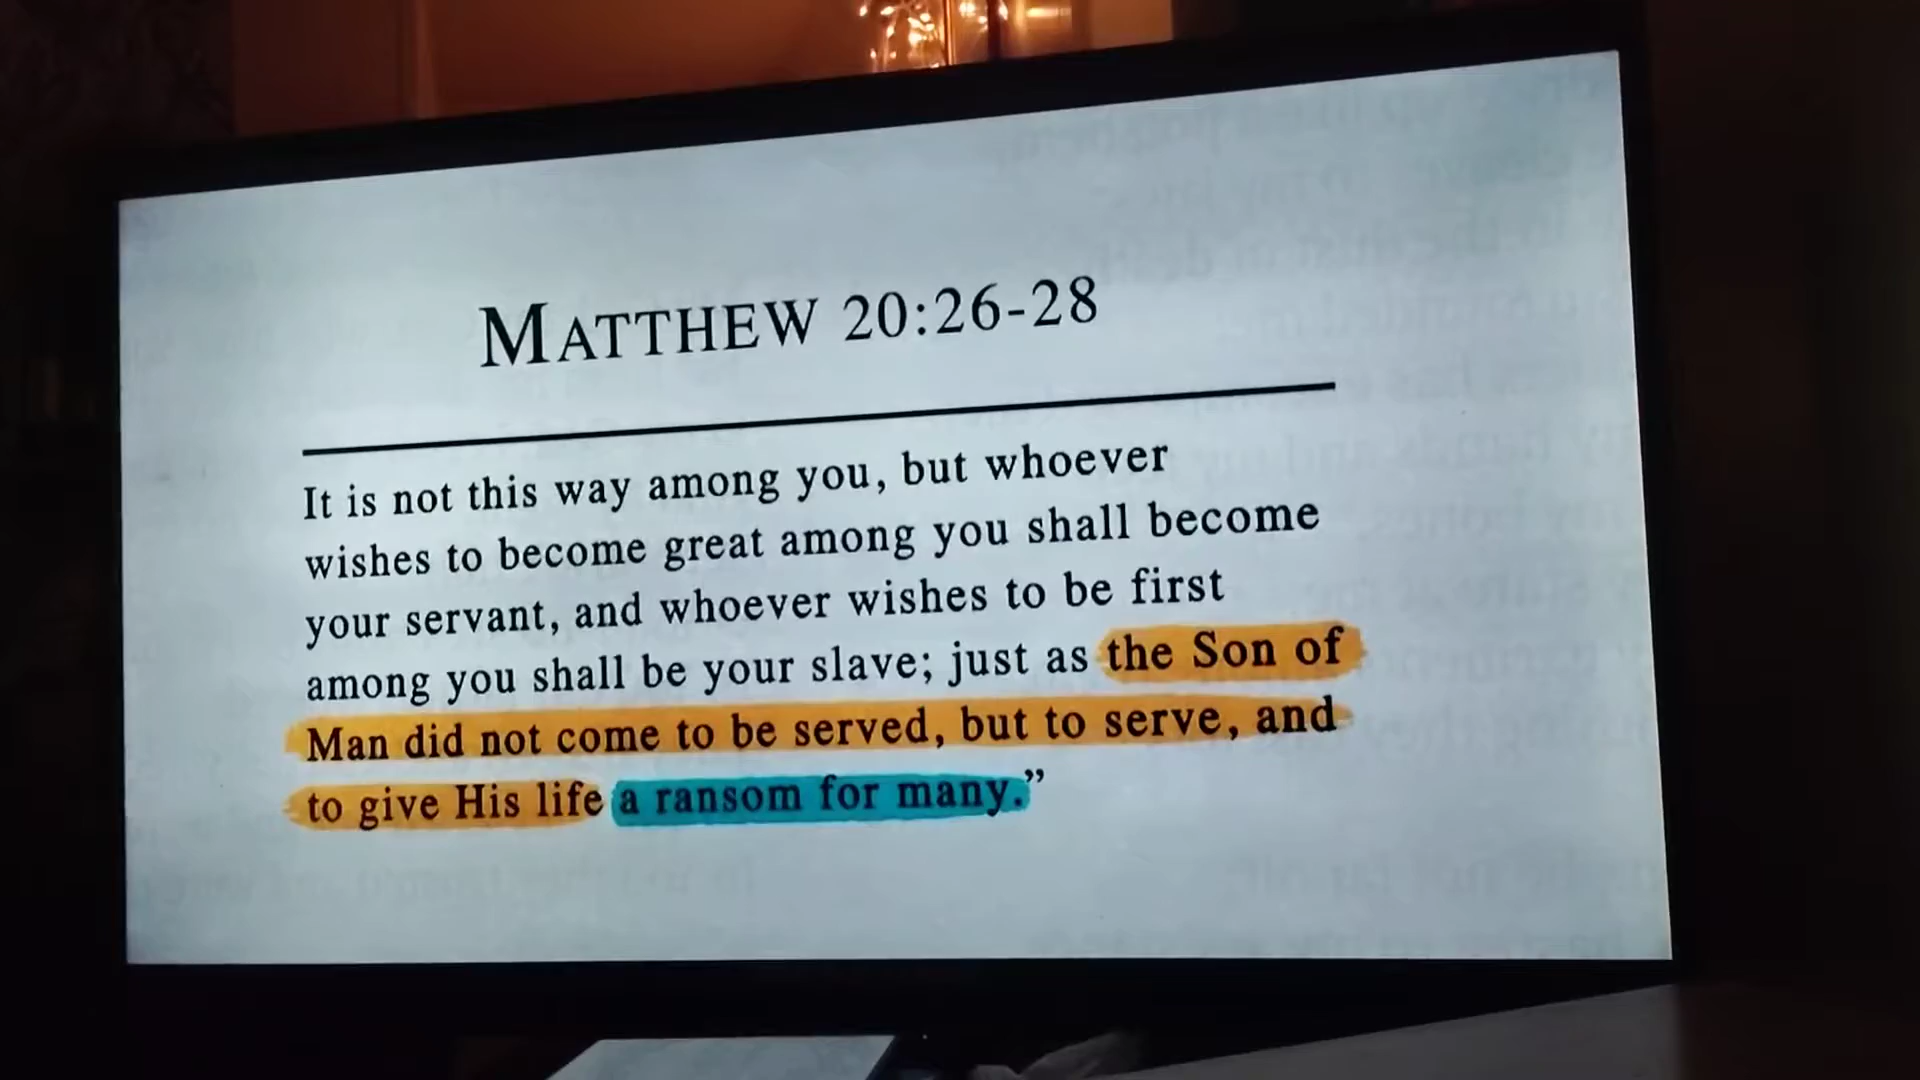 MATTHEW 20:26-28
It is not this way among you, but whoever
wishes to become great among you shall become
your servant, and whoever wishes to be first
among you shall be your slave; just as the Son of
Man did not come to be served, but to serve, and
to give His life a ransom for many.”